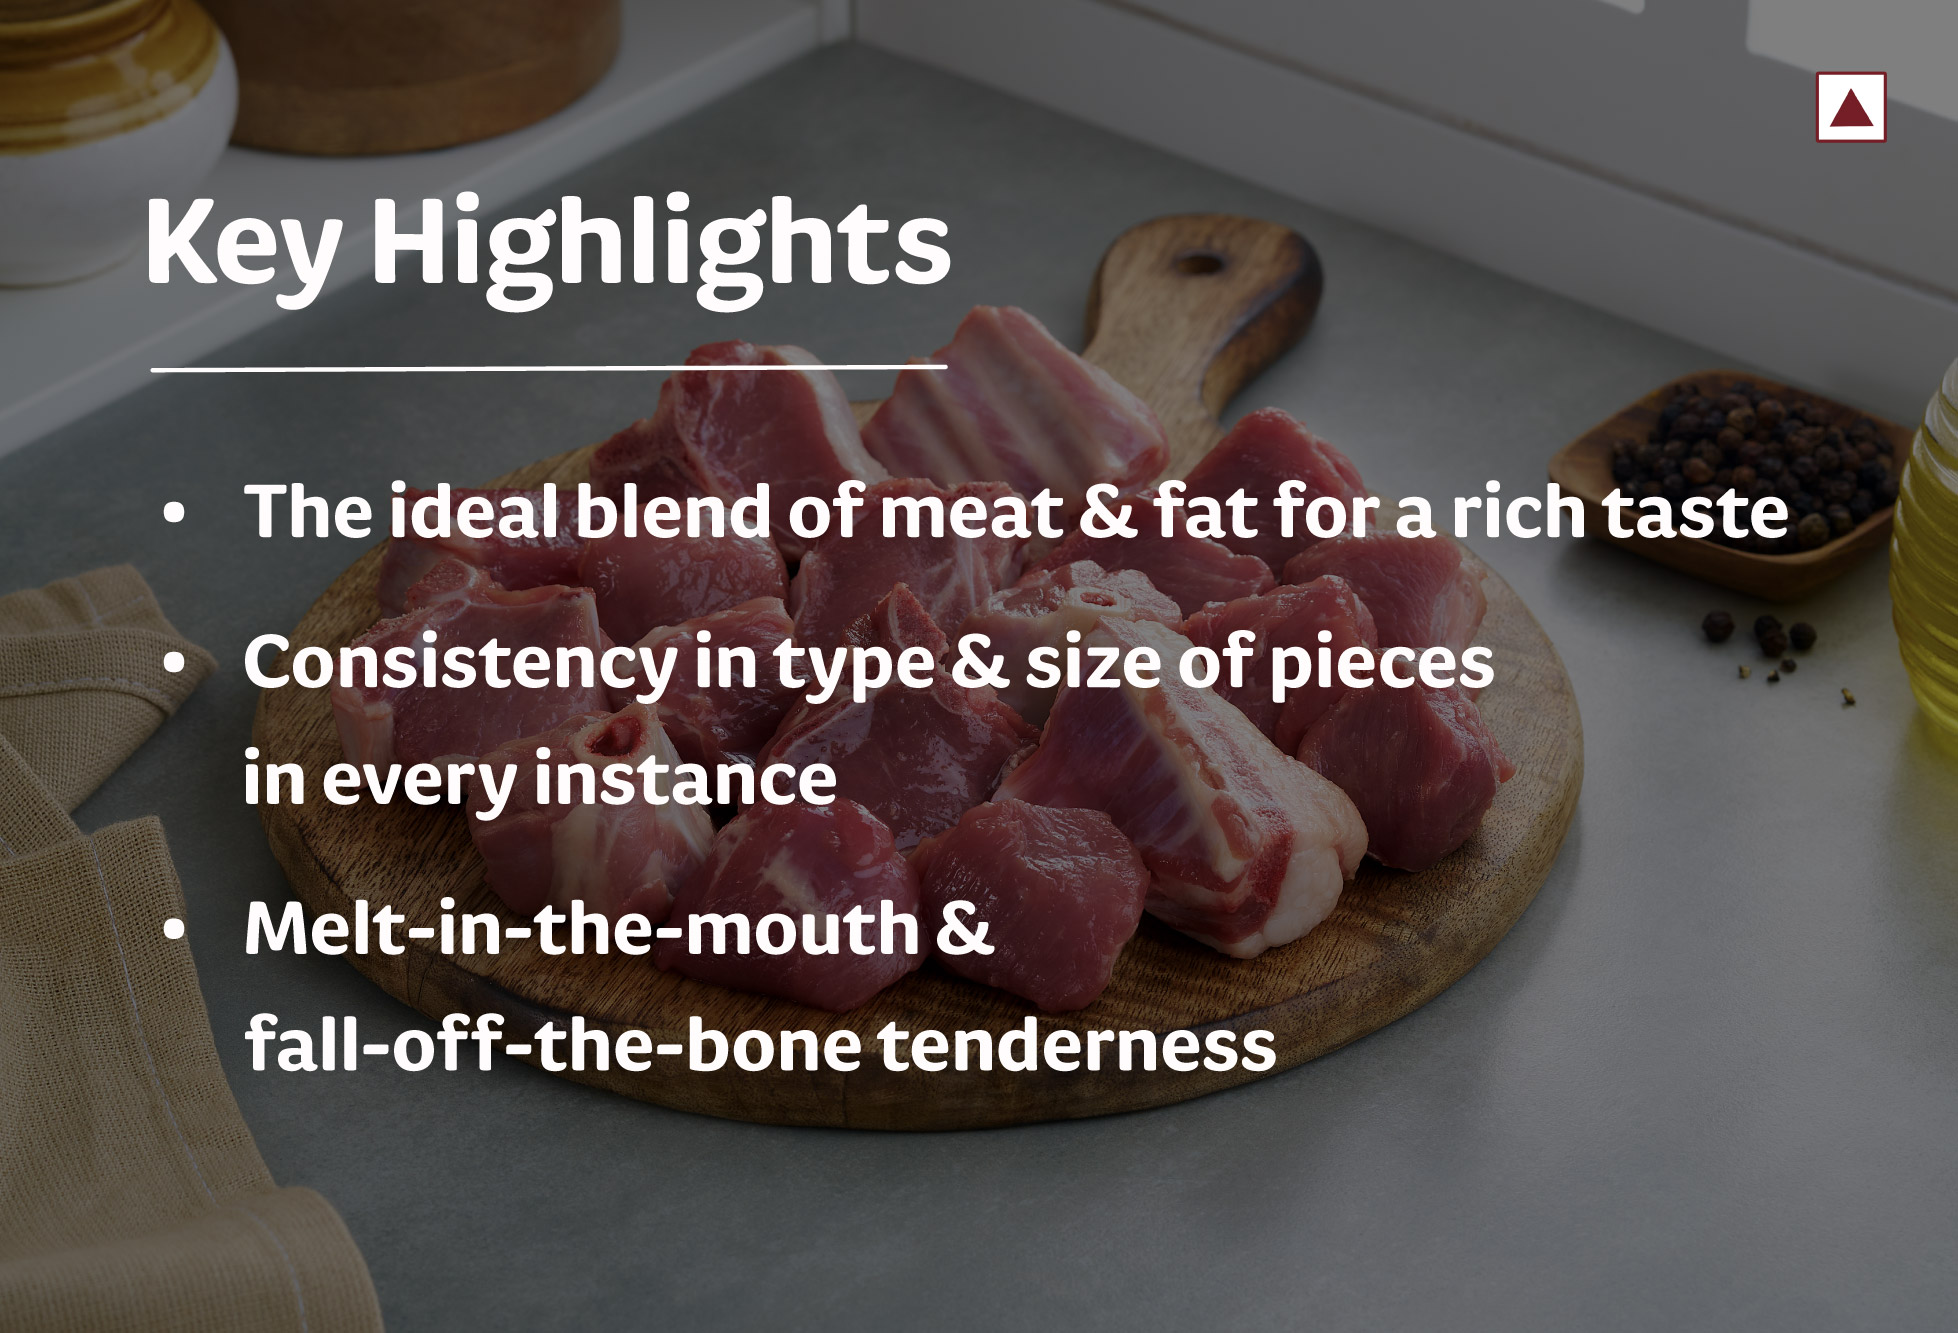 Key Highlights
• The ideal blend of meat & fat for a rich taste
• Consistency in type & size of pieces
in every instance
• Melt-in-the-mouth &
fall-off-the-bone tenderness